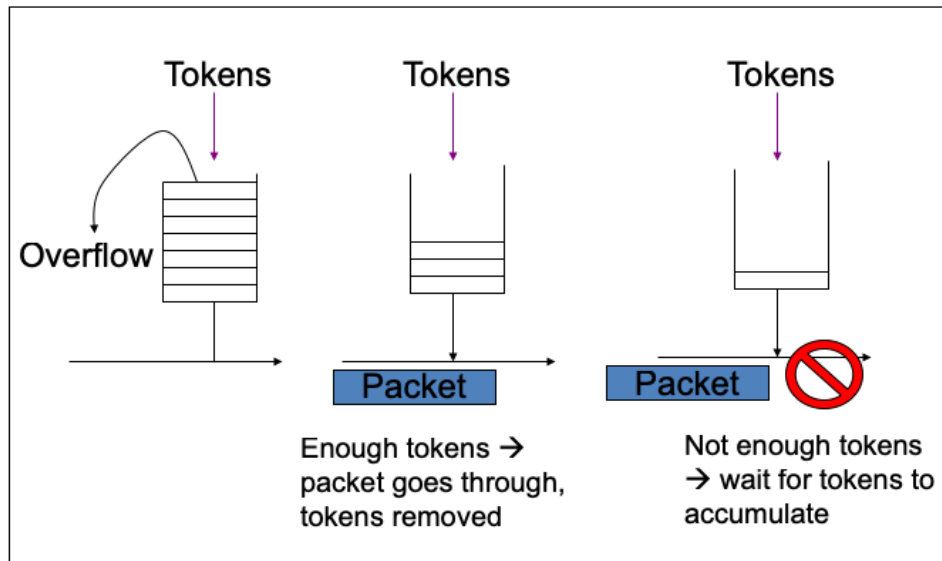 Tokens
Overflow
Tokens
Packet
Enough tokens →
packet goes through,
tokens removed
Tokens
Packet
Not enough tokens
→ wait for tokens to
accumulate